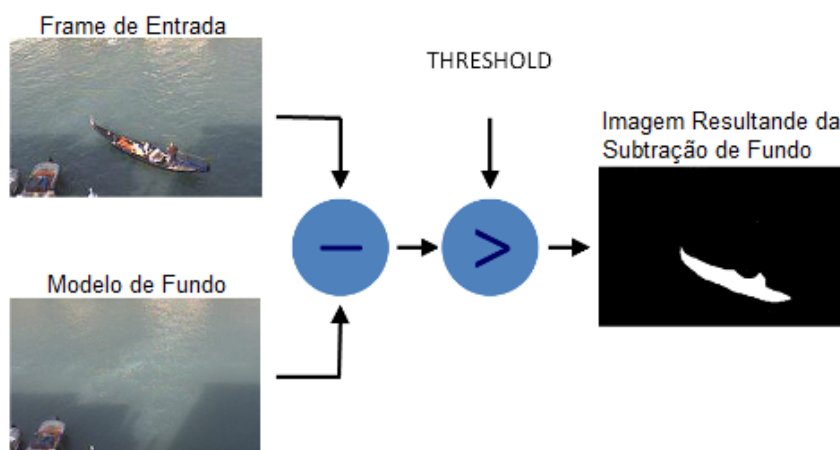 Frame de Entrada
THRESHOLD
Imagem Resultande da
Subtração de Fundo
−
>
Modelo de Fundo